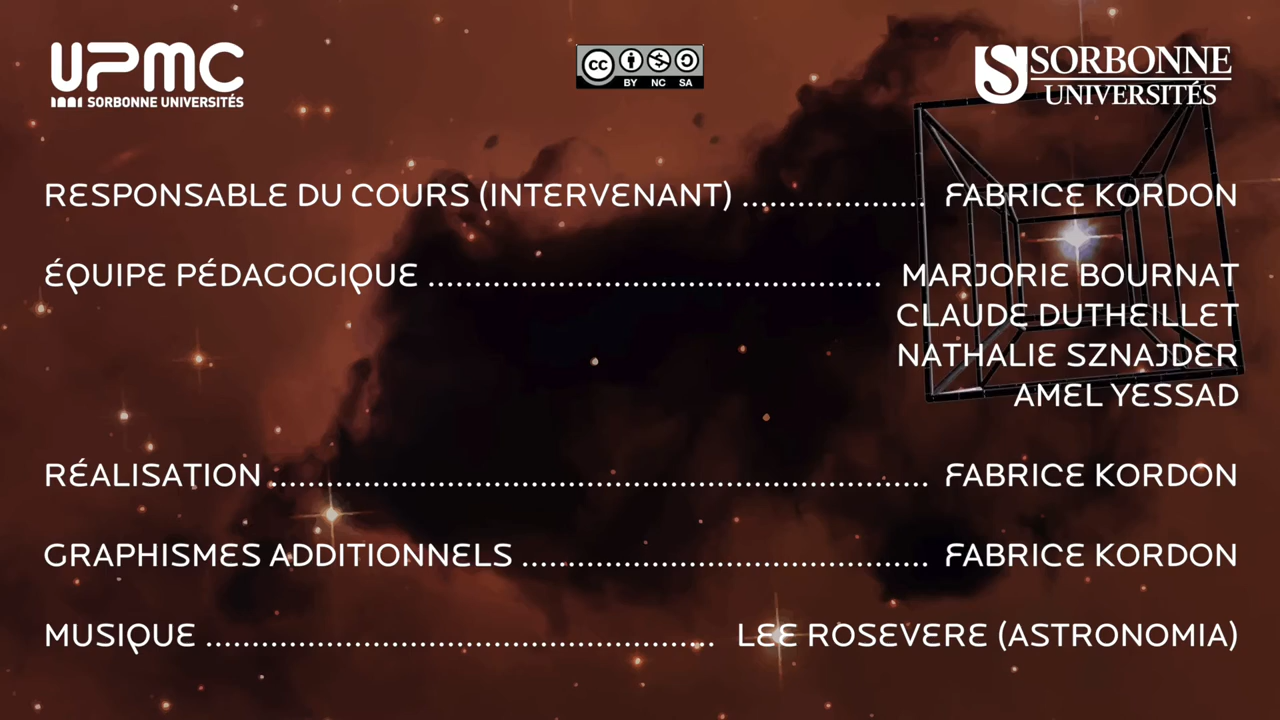 UPMC
SORBONNE UNIVERSITÉS
cc
BY NC SA
SORBONNE
UNIVERSITÉS
RESPONSABLE DU COURS (INTERVENANT) .................... FABRICE KORDON
ÉQUIPE PÉDAGOGIQUE ................................................. MARJORIE BOURNAT
CLAUDE DUTHEILLET
NATHALIE SZNAJDER
AMEL YESSAD
RÉALISATION ....................................................................... FABRICE KORDON
GRAPHISMES ADDITIONNELS ............................................ FABRICE KORDON
MUSIQUE ....................................................... LEE ROSEVERE (ASTRONOMIA)